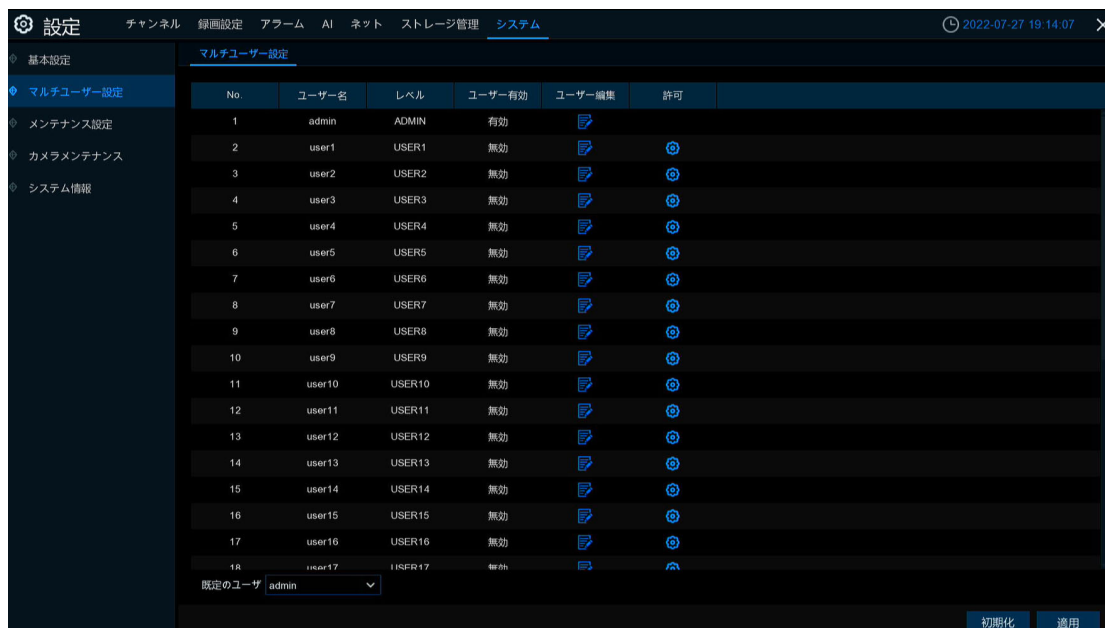 設定 チャンネル 録画設定 アラーム AI ネット ストレージ管理 システム 2022-07-27 19:14:07
基本設定
マルチユーザー設定
メンテナンス設定
カメラメンテナンス
システム情報
マルチユーザー設定
No. ユーザー名 レベル ユーザー有効 ユーザー編集 許可
1 admin ADMIN 有効
2 user1 USER1 無効
3 user2 USER2 無効
4 user3 USER3 無効
5 user4 USER4 無効
6 user5 USER5 無効
7 user6 USER6 無効
8 user7 USER7 無効
9 user8 USER8 無効
10 user9 USER9 無効
11 user10 USER10 無効
12 user11 USER11 無効
13 user12 USER12 無効
14 user13 USER13 無効
15 user14 USER14 無効
16 user15 USER15 無効
17 user16 USER16 無効
18 user17 USER17 無効
既定のユーザ admin
初期化 適用